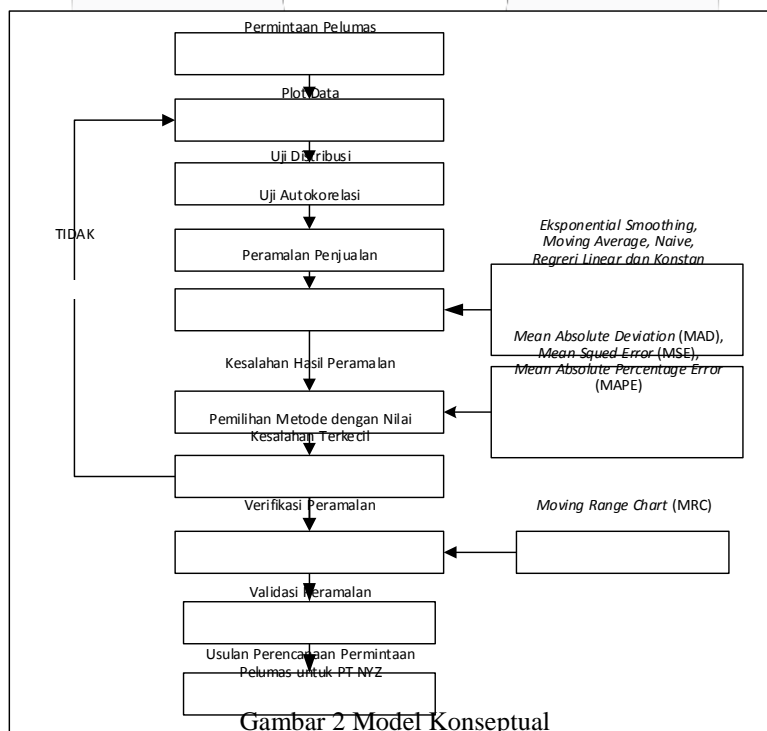 Permintaan Pelumas
Plot Data
Uji Distribusi
Uji Autokorelasi
TIDAK
Peramalan Penjualan
Eksponential Smoothing,
Moving Average, Naive,
Regreri Linear dan Konstan
Kesalahan Hasil Peramalan
Mean Absolute Deviation (MAD),
Mean Squed Error (MSE),
Mean Absolute Percentage Error
(MAPE)
Pemilihan Metode dengan Nilai
Kesalahan Terkecil
Verifikasi Peramalan
Moving Range Chart (MRC)
Validasi Peramalan
Usulan Perencanaan Permintaan
Pelumas untuk PT NYZ
Gambar 2 Model Konseptual